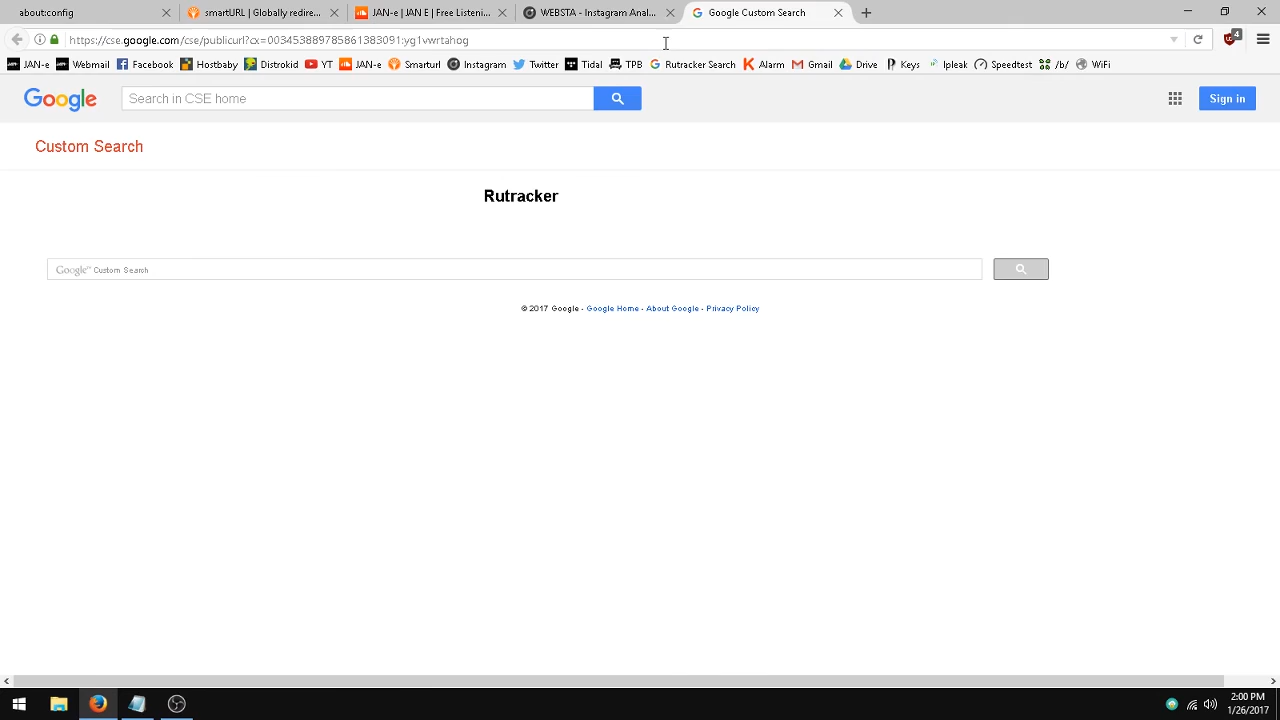 about:config
smartURL | Globally redire...
JAN-e | JAN E | Free Listeni...
WEBSTA - Instagram Anal...
Google Custom Search
https://cse.google.com/cse/publicurl?cx=003453889785861383091:yg1vwrtahog
4
JAN-e Webmail Facebook Hostbaby Distrokid YT JAN-e Smarturl Instagram Twitter Tidal TPB Rutracker Search Alarm Gmail Drive Keys Ipleak Speedtest /b/ WiFi
Google Search in CSE home Sign in
Custom Search
Rutracker
Google™ Custom Search
© 2017 Google - Google Home - About Google - Privacy Policy
2:00 PM
1/26/2017